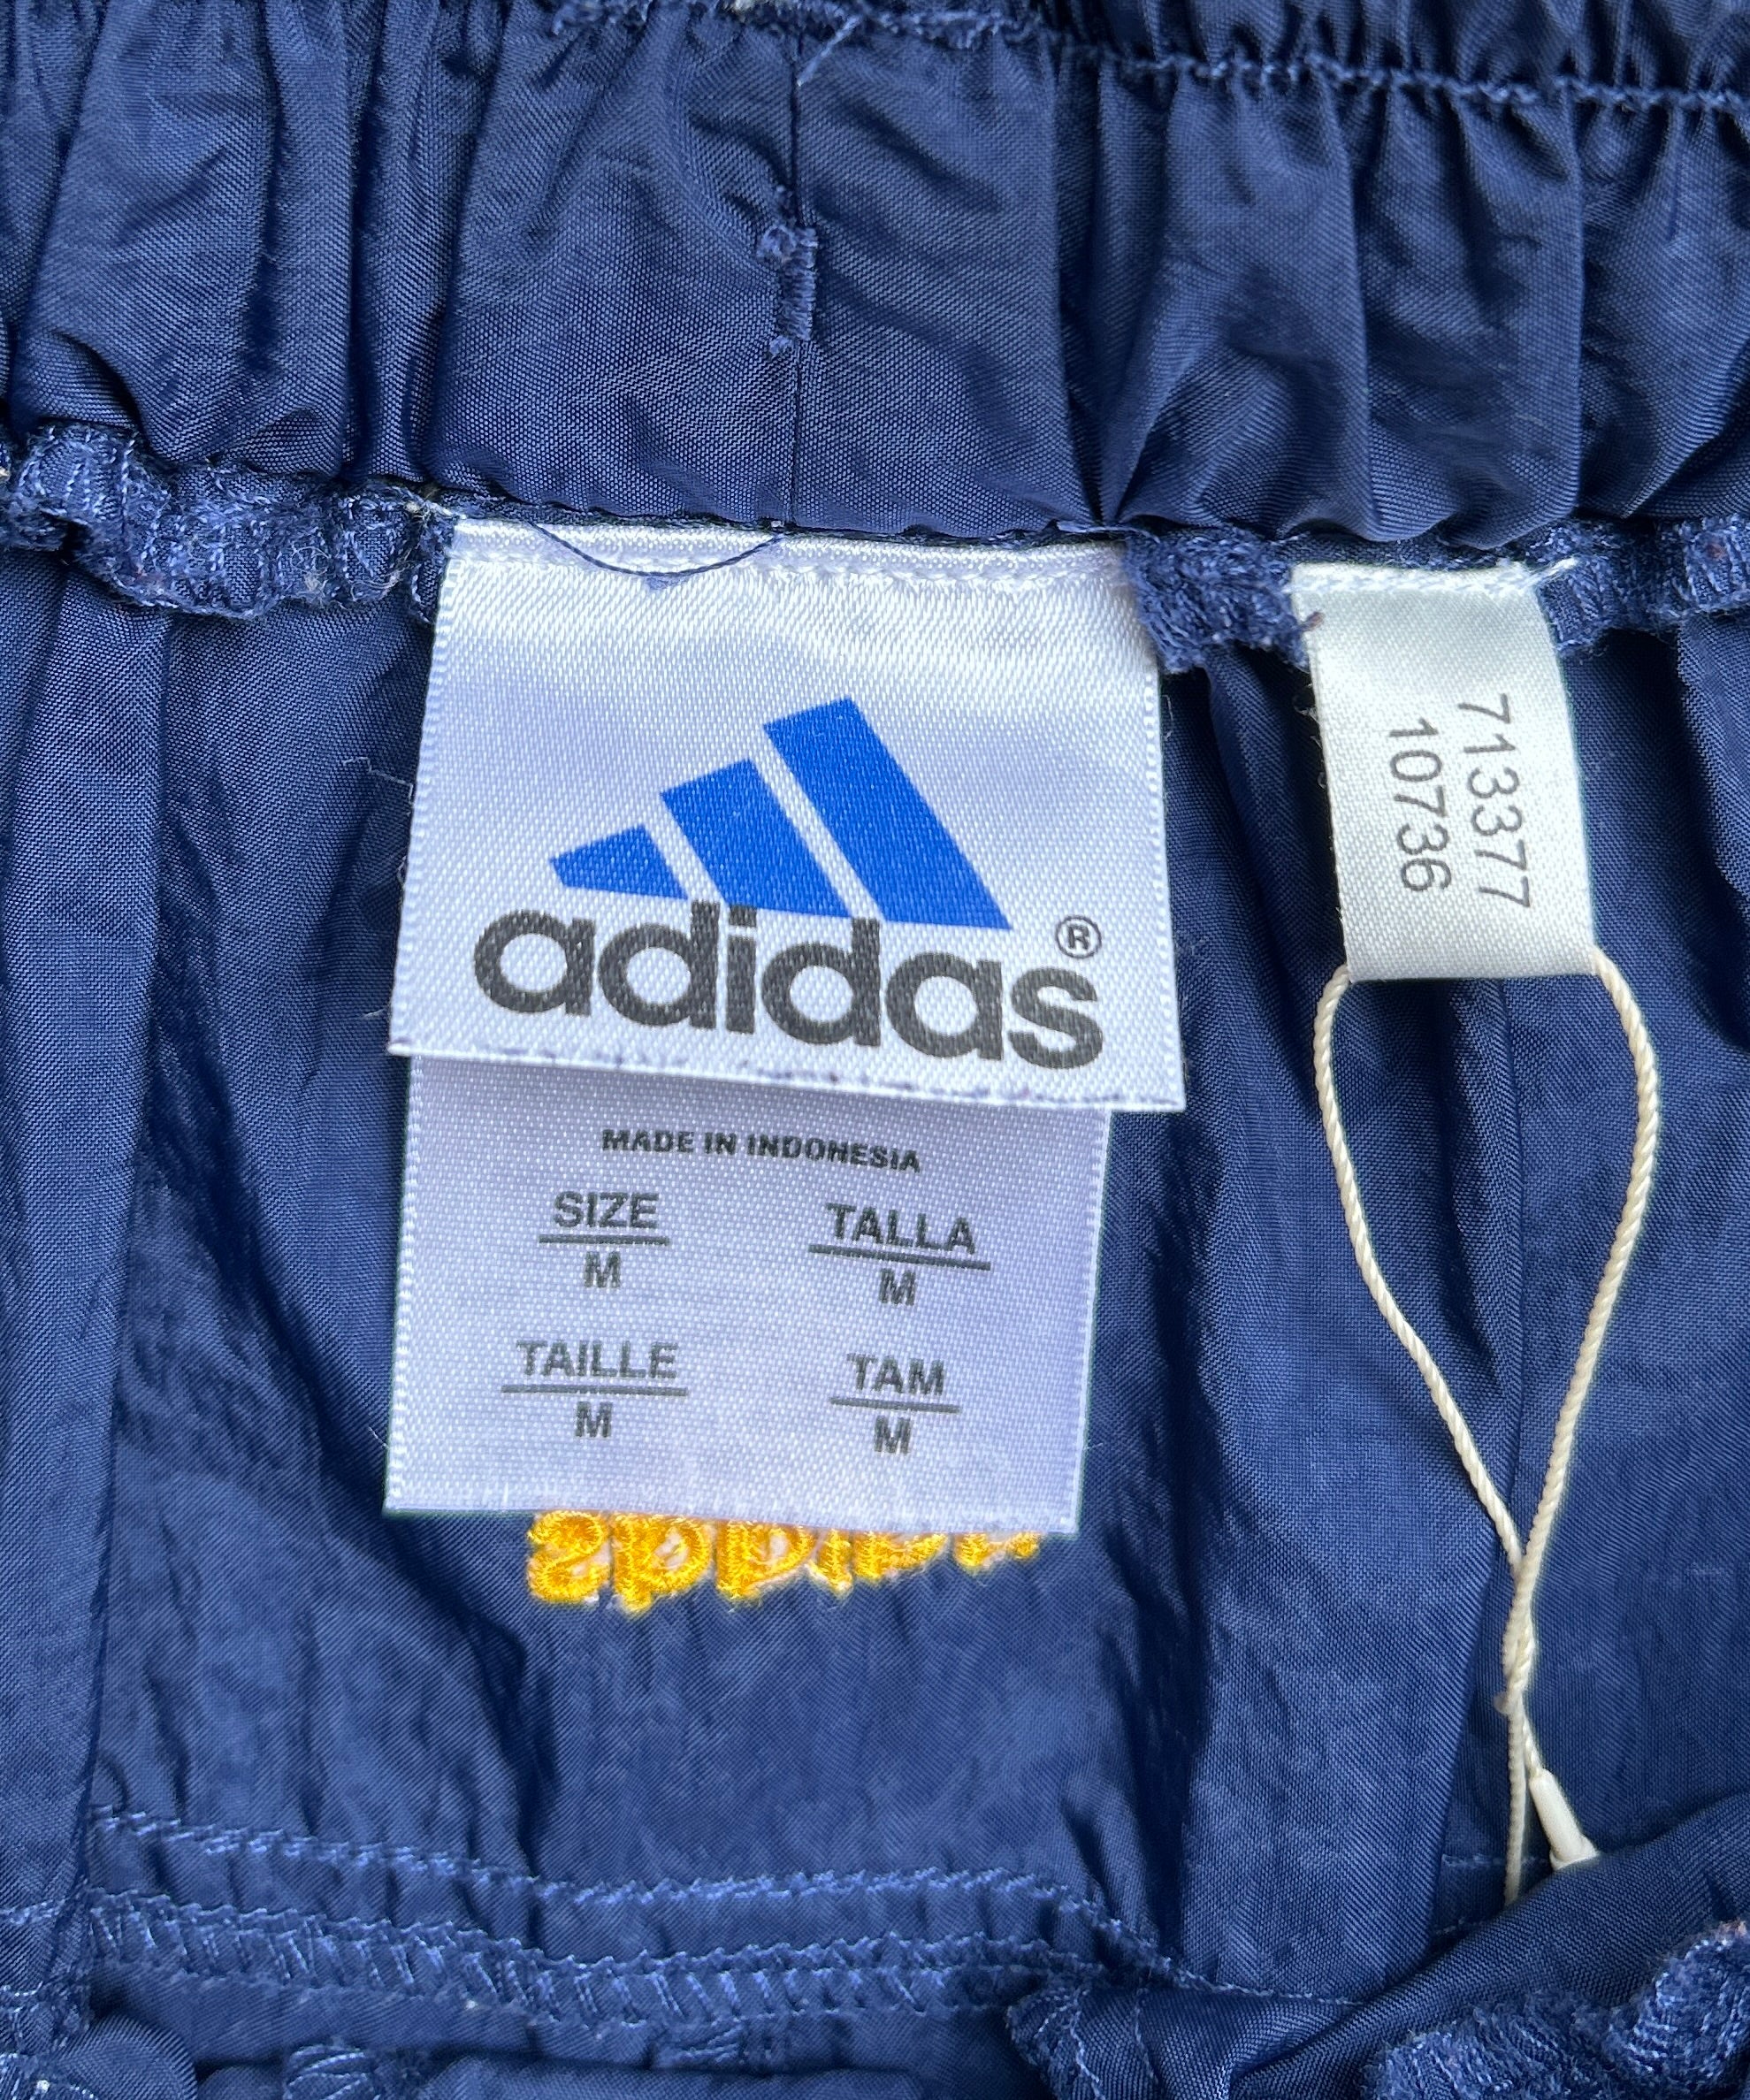 adidas®
MADE IN INDONESIA
SIZE
M
TALLA
M
TAILLE
M
TAM
M
713377
10736